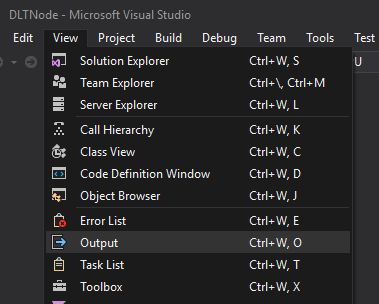 DLTNode - Microsoft Visual Studio
Edit View Project Build Debug Team Tools Test
Solution Explorer Ctrl+W, S
Team Explorer Ctrl+\, Ctrl+M
Server Explorer Ctrl+W, L
Call Hierarchy Ctrl+W, K
Class View Ctrl+W, C
Code Definition Window Ctrl+W, D
Object Browser Ctrl+W, J
Error List Ctrl+W, E
Output Ctrl+W, O
Task List Ctrl+W, T
Toolbox Ctrl+W, X